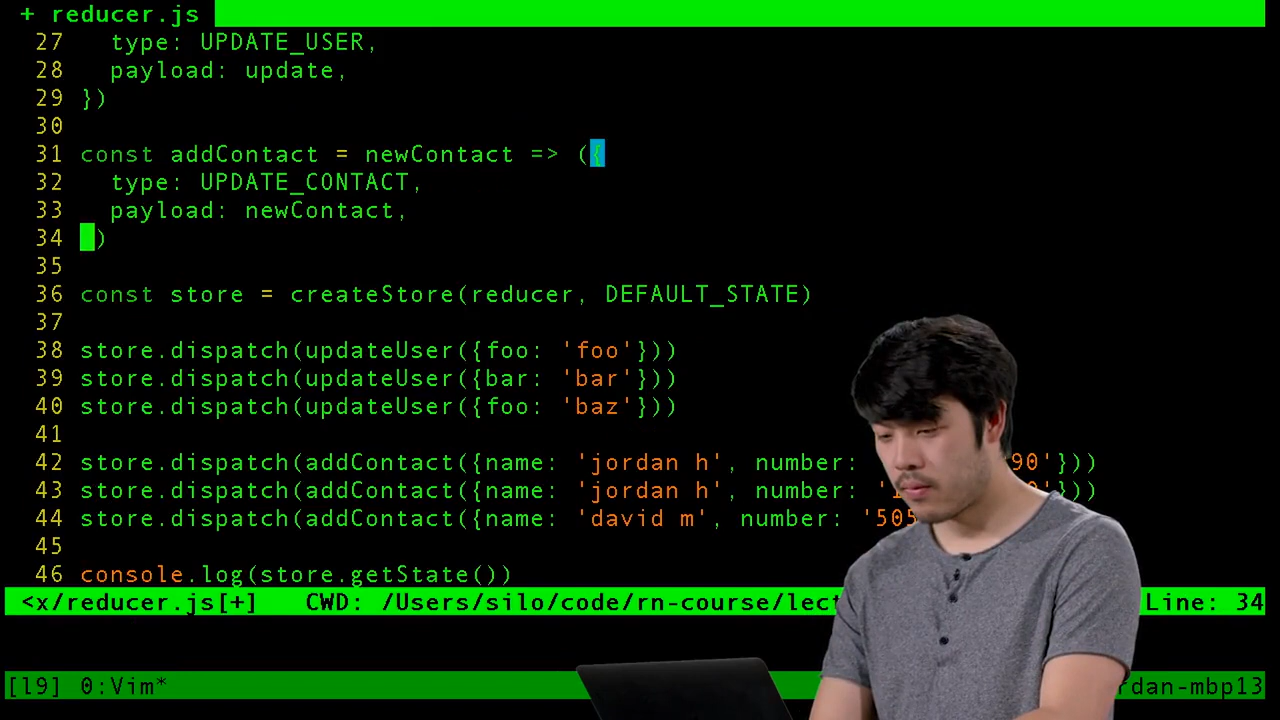 + reducer.js
27 type: UPDATE_USER,
28 payload: update,
29 })
30
31 const addContact = newContact => ({
32 type: UPDATE_CONTACT,
33 payload: newContact,
34 })
35
36 const store = createStore(reducer, DEFAULT_STATE)
37
38 store.dispatch(updateUser({foo: 'foo'}))
39 store.dispatch(updateUser({bar: 'bar'}))
40 store.dispatch(updateUser({foo: 'baz'}))
41
42 store.dispatch(addContact({name: 'jordan h', number: 90'}))
43 store.dispatch(addContact({name: 'jordan h', number: '}))
44 store.dispatch(addContact({name: 'david m', number: '505
45
46 console.log(store.getState())
<x/reducer.js[+] CWD: /Users/silo/code/rn-course/lect Line: 34
[l9] 0:Vim* rdan-mbp13